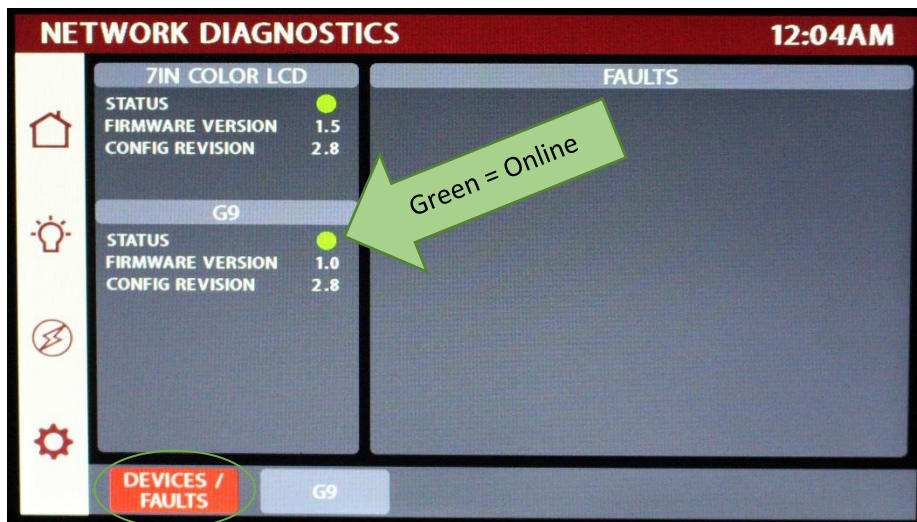 NETWORK DIAGNOSTICS 12:04AM
7IN COLOR LCD
STATUS
FIRMWARE VERSION 1.5
CONFIG REVISION 2.8
G9
STATUS
FIRMWARE VERSION 1.0
CONFIG REVISION 2.8
FAULTS
Green = Online
DEVICES /
FAULTS
G9